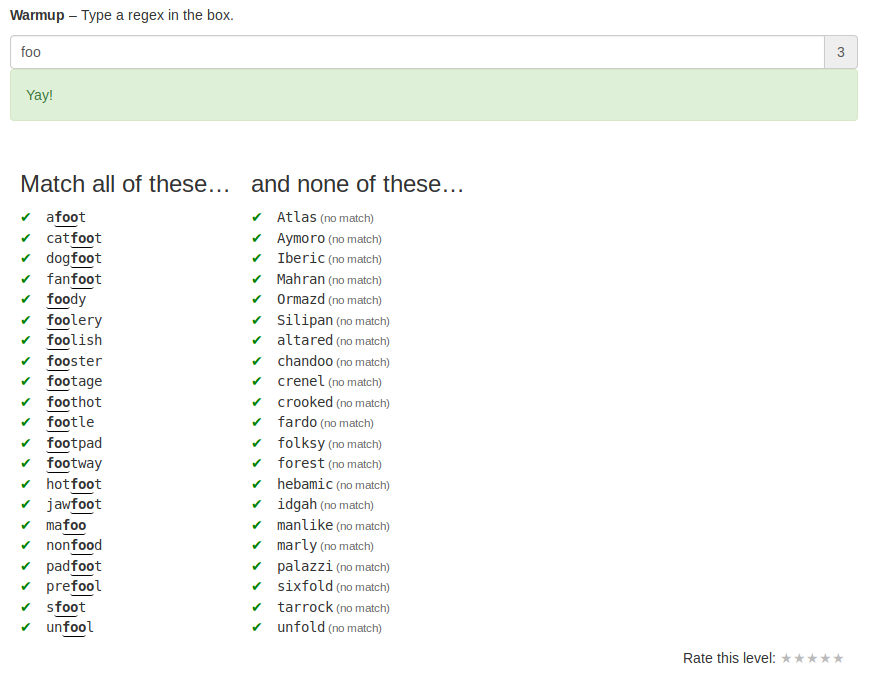 Warmup – Type a regex in the box.
foo 3
Yay!
Match all of these… and none of these…
✔ afoot ✔ Atlas (no match)
✔ catfoot ✔ Aymoro (no match)
✔ dogfoot ✔ Iberic (no match)
✔ fanfoot ✔ Mahran (no match)
✔ foody ✔ Ormazd (no match)
✔ foolery ✔ Silipan (no match)
✔ foolish ✔ altared (no match)
✔ fooster ✔ chandoo (no match)
✔ footage ✔ crenel (no match)
✔ foothot ✔ crooked (no match)
✔ footle ✔ fardo (no match)
✔ footpad ✔ folksy (no match)
✔ footway ✔ forest (no match)
✔ hotfoot ✔ hebamic (no match)
✔ jawfoot ✔ idgah (no match)
✔ mafoo ✔ manlike (no match)
✔ nonfood ✔ marly (no match)
✔ padfoot ✔ palazzi (no match)
✔ prefool ✔ sixfold (no match)
✔ sfoot ✔ tarrock (no match)
✔ unfool ✔ unfold (no match)
Rate this level: ★★★★★